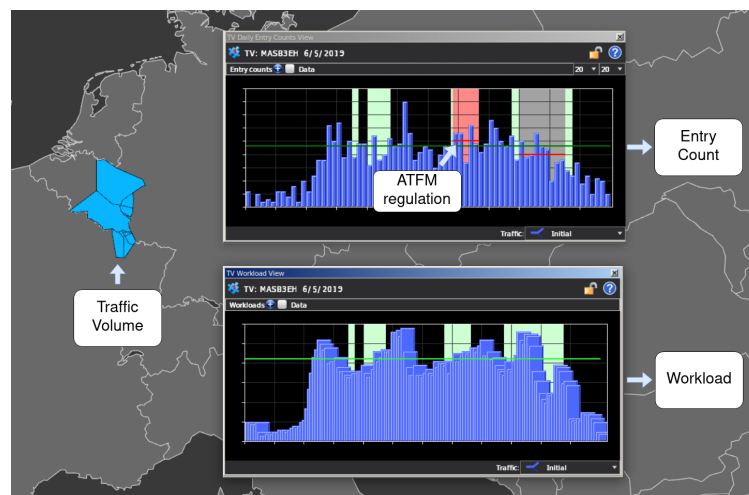 TV Daily Entry Counts View
TV: MASB3EH 6/5/2019
Entry counts Data 20 20
Entry
Count
ATFM
regulation
Traffic: Initial
Traffic
Volume
TV Workload View
TV: MASB3EH 6/5/2019
Workloads Data
Workload
Traffic: Initial